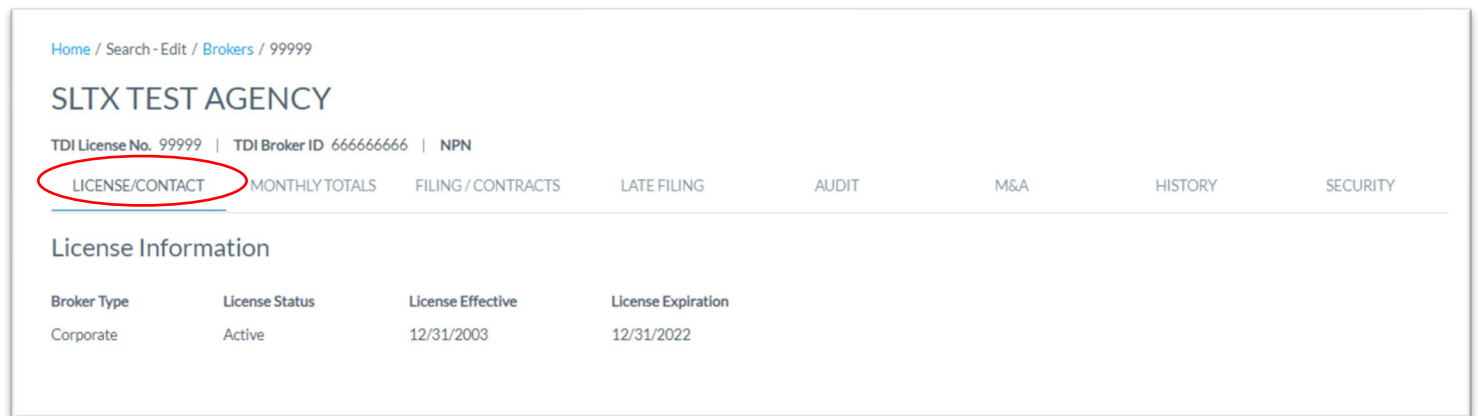 Home / Search - Edit / Brokers / 99999
SLTX TEST AGENCY
TDI License No. 99999 | TDI Broker ID 666666666 | NPN
LICENSE/CONTACT MONTHLY TOTALS FILING / CONTRACTS LATE FILING AUDIT M&A HISTORY SECURITY
License Information
Broker Type License Status License Effective License Expiration
Corporate Active 12/31/2003 12/31/2022